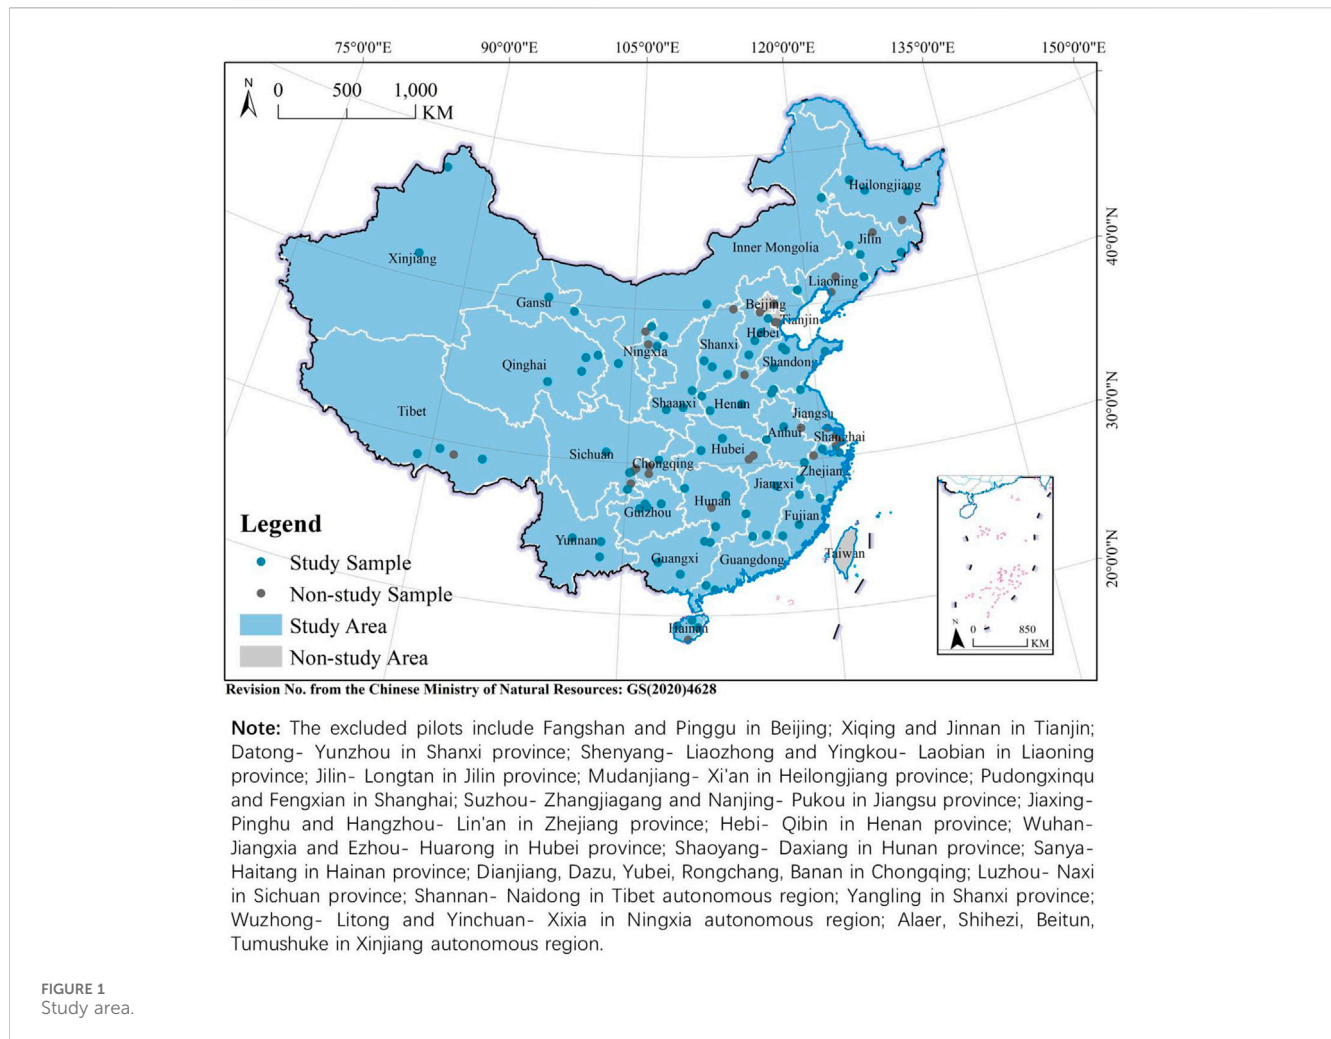 75°0'0"E 90°0'0"E 105°0'0"E 120°0'0"E 135°0'0"E 150°0'0"E
N
0 500 1,000
KM
40°0'0"N
30°0'0"N
20°0'0"N
Heilongjiang
Jilin
Inner Mongolia
Xinjiang
Liaoning
Gansu
Beijing
Tianjin
Hebei
Shanxi
Ningxia
Qinghai
Shandong
Shaanxi
Henan
Tibet
Jiangsu
Anhui
Shanghai
Sichuan
Hubei
Chongqing
Zhejiang
Jiangxi
Hunan
Guizhou
Fujian
Yunnan
Guangxi
Guangdong
Taiwan
Hainan
Legend
Study Sample
Non-study Sample
Study Area
Non-study Area
N
0 850
KM
Revision No. from the Chinese Ministry of Natural Resources: GS(2020)4628
Note: The excluded pilots include Fangshan and Pinggu in Beijing; Xiqing and Jinnan in Tianjin;
Datong- Yunzhou in Shanxi province; Shenyang- Liaozhong and Yingkou- Laobian in Liaoning
province; Jilin- Longtan in Jilin province; Mudanjiang- Xi'an in Heilongjiang province; Pudongxinqu
and Fengxian in Shanghai; Suzhou- Zhangjiagang and Nanjing- Pukou in Jiangsu province; Jiaxing-
Pinghu and Hangzhou- Lin'an in Zhejiang province; Hebi- Qibin in Henan province; Wuhan-
Jiangxia and Ezhou- Huarong in Hubei province; Shaoyang- Daxiang in Hunan province; Sanya-
Haitang in Hainan province; Dianjiang, Dazu, Yubei, Rongchang, Banan in Chongqing; Luzhou- Naxi
in Sichuan province; Shannan- Naidong in Tibet autonomous region; Yangling in Shanxi province;
Wuzhong- Litong and Yinchuan- Xixia in Ningxia autonomous region; Alaer, Shihezi, Beitun,
Tumushuke in Xinjiang autonomous region.
FIGURE 1
Study area.